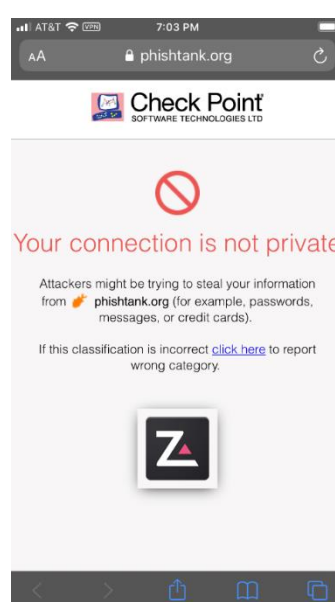 AT&T VPN 7:03 PM
AA phishtank.org
Check Point
SOFTWARE TECHNOLOGIES LTD
Your connection is not private
Attackers might be trying to steal your information
from phishtank.org (for example, passwords,
messages, or credit cards).
If this classification is incorrect click here to report
wrong category.
Z